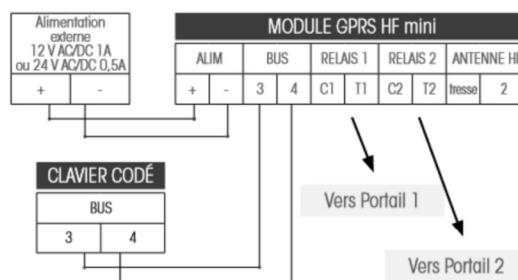 Alimentation
externe
12 V AC/DC 1A
ou 24 V AC/DC 0,5A
+ -
MODULE GPRS HF mini
ALIM BUS RELAIS 1 RELAIS 2 ANTENNE HF
+ - 3 4 C1 T1 C2 T2 tresse 2
CLAVIER CODÉ
BUS
3 4
Vers Portail 1
Vers Portail 2